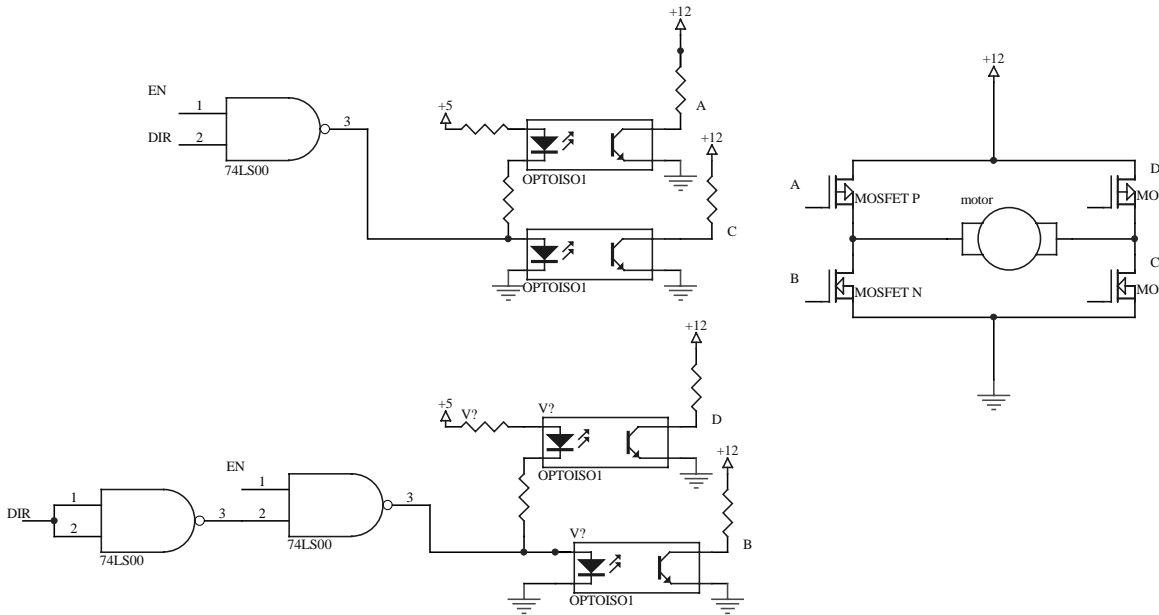 +12
EN
1
3
DIR
2
74LS00
+5
A
OPTOISO1
+12
C
OPTOISO1
+12
A
MOSFET P
motor
D
MO
B
MOSFET N
C
MO
+12
+5
V?
V?
D
OPTOISO1
+12
EN
1
3
2
74LS00
DIR
1
3
2
74LS00
V?
B
OPTOISO1